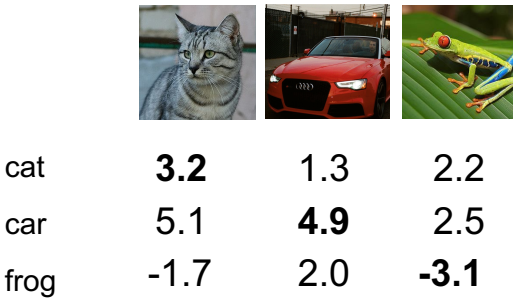 cat 3.2 1.3 2.2
car 5.1 4.9 2.5
frog -1.7 2.0 -3.1